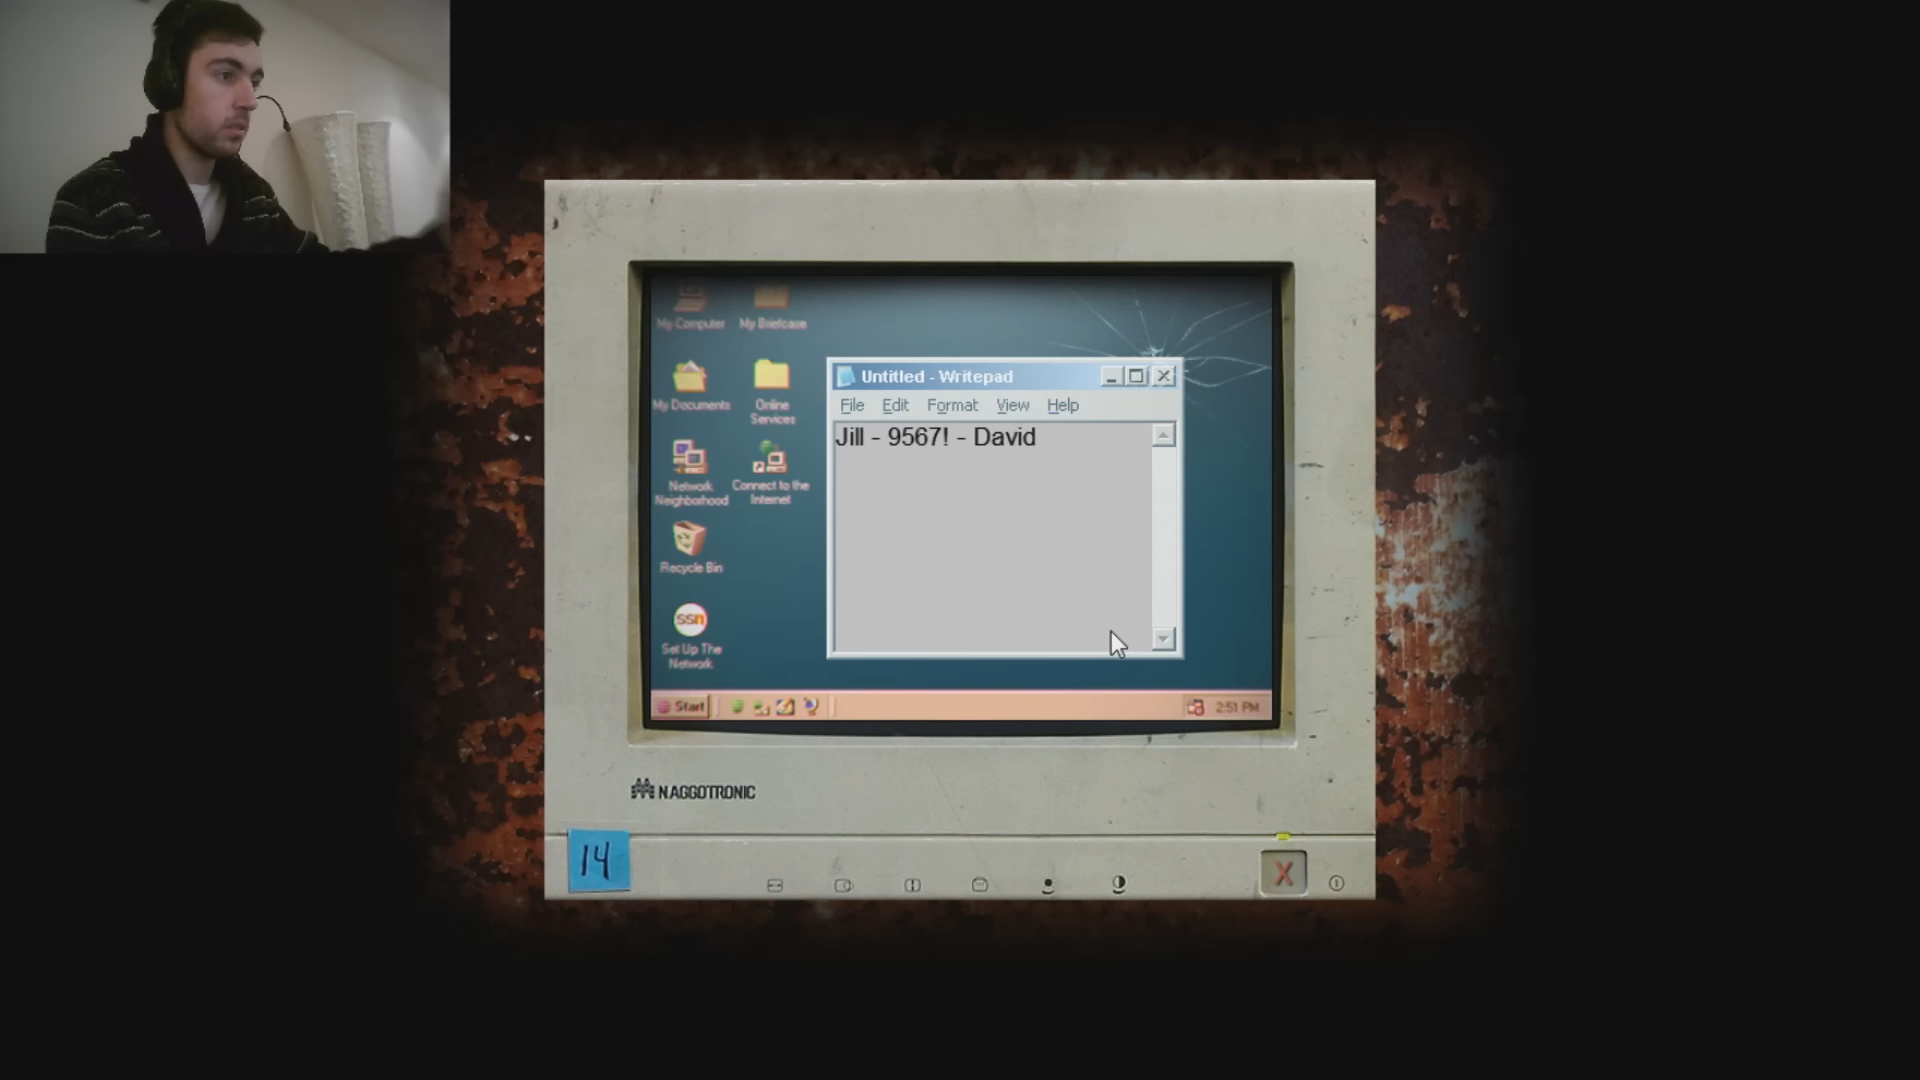 My Computer
My Briefcase
Untitled - Writepad
My Documents
Online
Services
File Edit Format View Help
Jill - 9567! - David
Network
Neighborhood
Connect to the
Internet
Recycle Bin
ssn
Set Up The
Network
Start
2:51 PM
NAGGOTRONIC
14
X